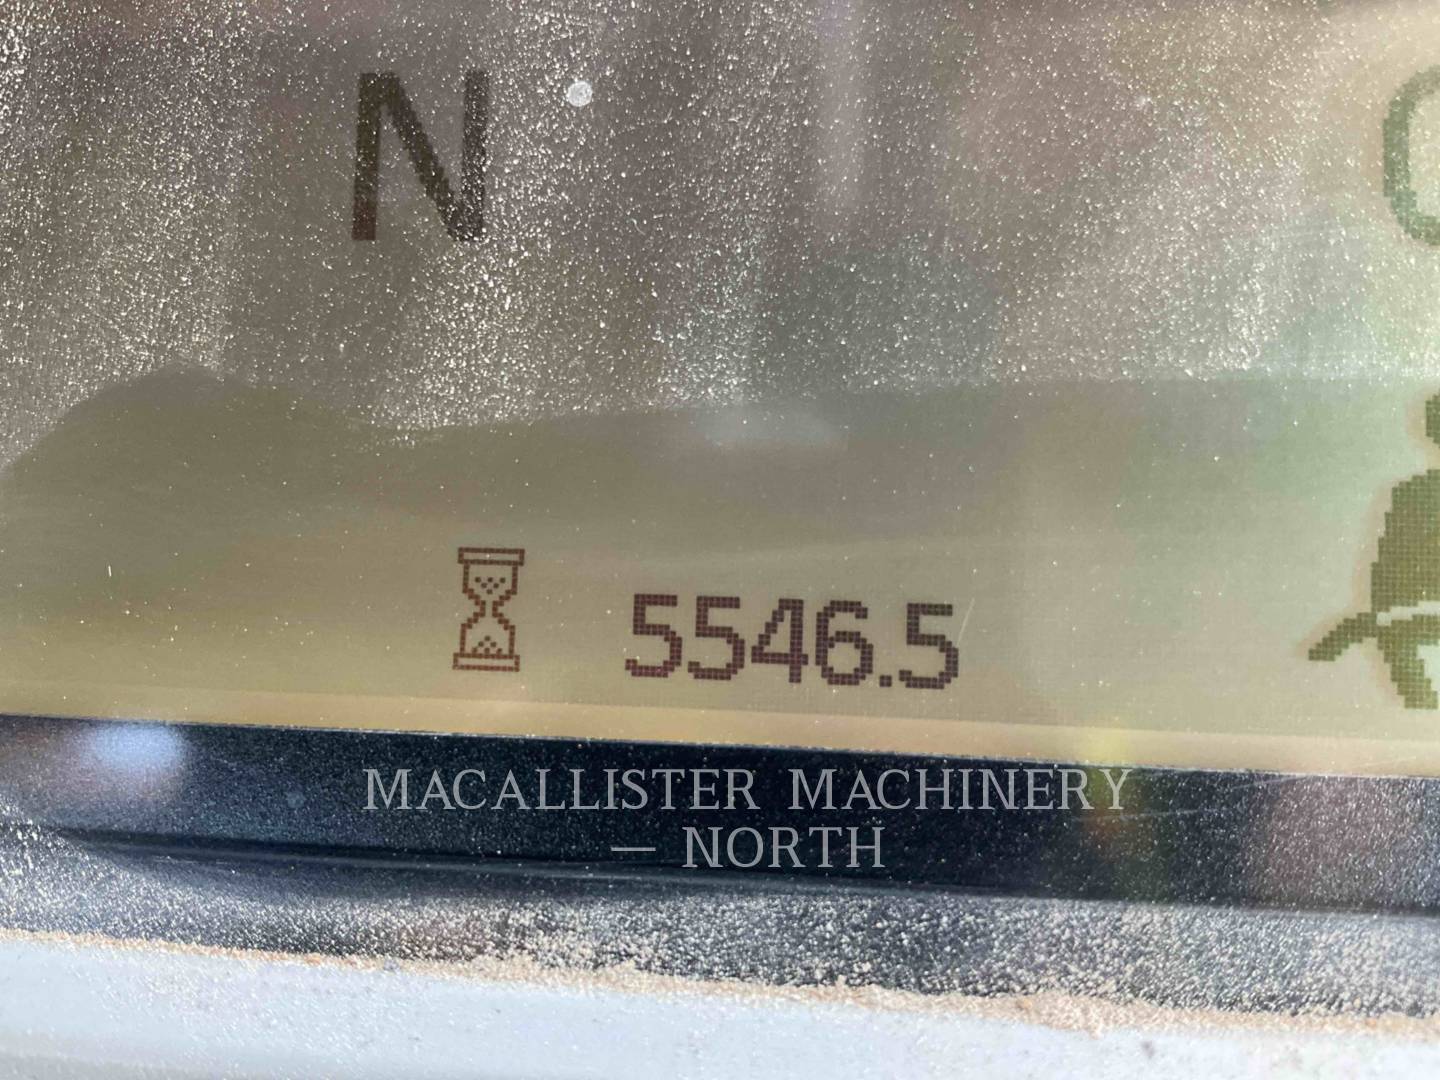 N
5546.5
MACALLISTER MACHINERY
— NORTH